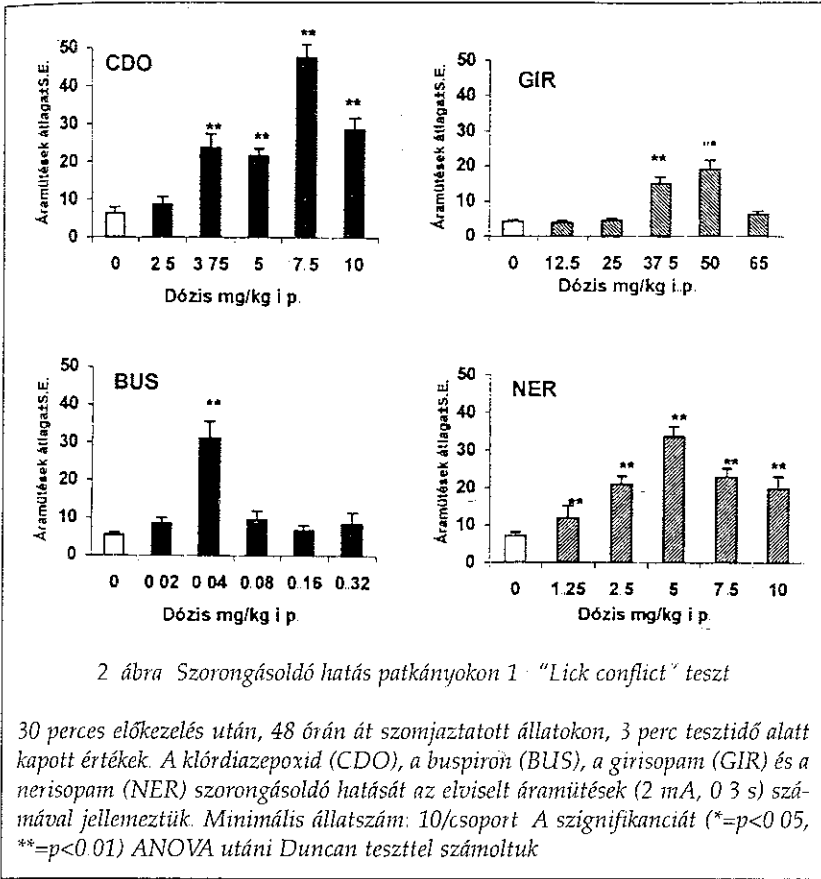 CDO
Áramütések átlaga±S.E.
50
40
30
20
10
0
**
**
**
**
0 2 5 3 75 5 7.5 10
Dózis mg/kg i p.
GIR
Áramütések átlaga±S.E.
50
40
30
20
10
0
**
**
0 12.5 25 37 5 50 65
Dózis mg/kg i..p.
BUS
Áramütések átlaga±S.E.
50
40
30
20
10
0
**
0 0 02 0 04 0.08 0.16 0..32
Dózis mg/kg i p.
NER
Áramütések átlaga±S.E.
50
40
30
20
10
0
**
**
**
**
**
0 1.25 2.5 5 7 5 10
Dózis mg/kg i p.
2 ábra Szorongásoldó hatás patkányokon 1 "Lick conflict" teszt
30 perces előkezelés után, 48 órán át szomjaztatott állatokon, 3 perc tesztidő alatt
kapott értékek. A klórdiazepoxid (CDO), a buspiron (BUS), a girisopam (GIR) és a
nerisopam (NER) szorongásoldó hatását az elviselt áramütések (2 mA, 0 3 s) szá-
mával jellemeztük. Minimális állatszám: 10/csoport A szignifikanciát (*=p<0 05,
**=p<0.01) ANOVA utáni Duncan teszttel számoltuk